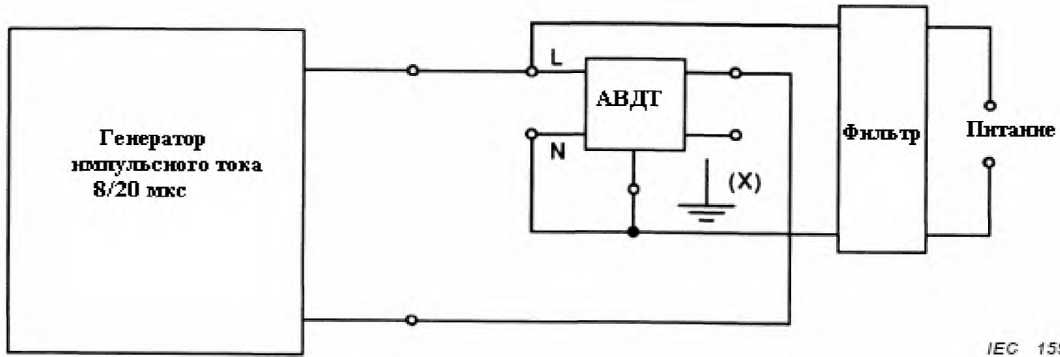 Генератор
импульсного тока
8/20 мкс
L
N
АВДТ
(X)
Фильтр
Питание
IEC